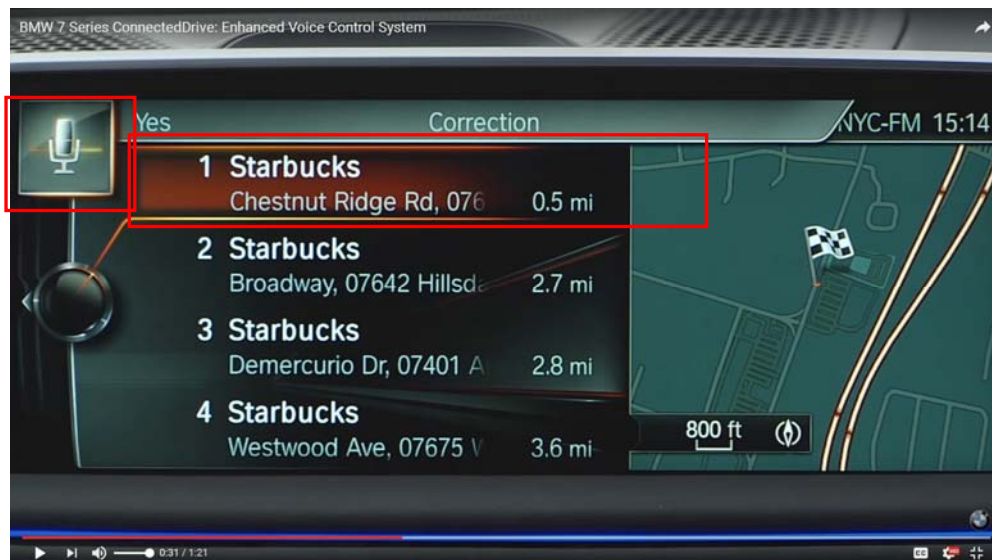 BMW 7 Series ConnectedDrive: Enhanced Voice Control System
Yes Correction NYC-FM 15:14
1 Starbucks
Chestnut Ridge Rd, 076 0.5 mi
2 Starbucks
Broadway, 07642 Hillsda 2.7 mi
3 Starbucks
Demercurio Dr, 07401 A 2.8 mi
4 Starbucks
Westwood Ave, 07675 W 3.6 mi
800 ft
0:31 / 1:21
CC